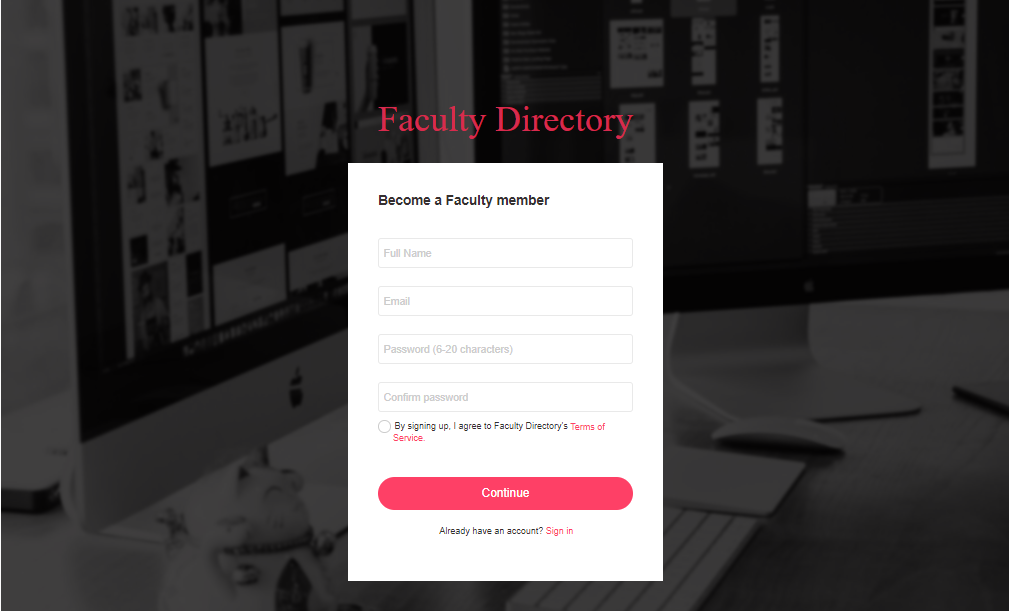 Faculty Directory
Become a Faculty member
Full Name
Email
Password (6-20 characters)
Confirm password
By signing up, I agree to Faculty Directory's Terms of
Service.
Continue
Already have an account? Sign in